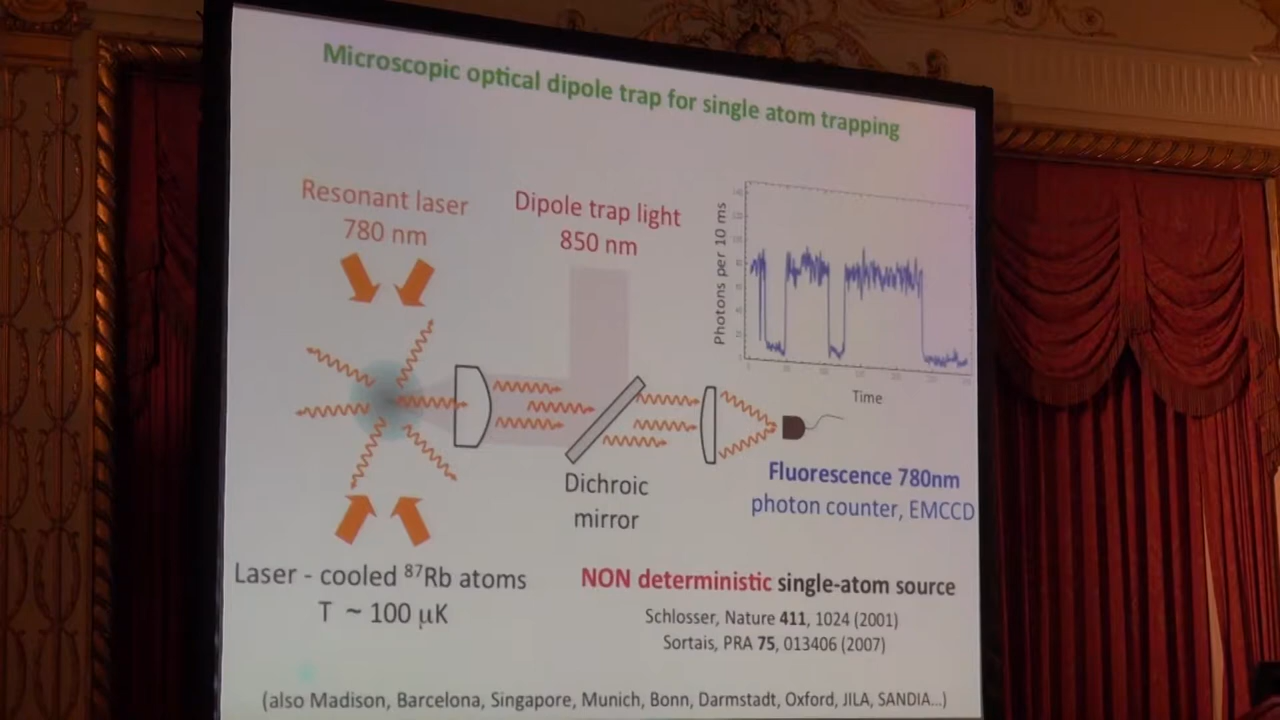 Microscopic optical dipole trap for single atom trapping
Resonant laser
780 nm
Dipole trap light
850 nm
Photons per 10 ms
Time
Dichroic
mirror
Fluorescence 780nm
photon counter, EMCCD
Laser - cooled ⁸⁷Rb atoms
T ~ 100 μK
NON deterministic single-atom source
Schlosser, Nature 411, 1024 (2001)
Sortais, PRA 75, 013406 (2007)
(also Madison, Barcelona, Singapore, Munich, Bonn, Darmstadt, Oxford, JILA, SANDIA...)